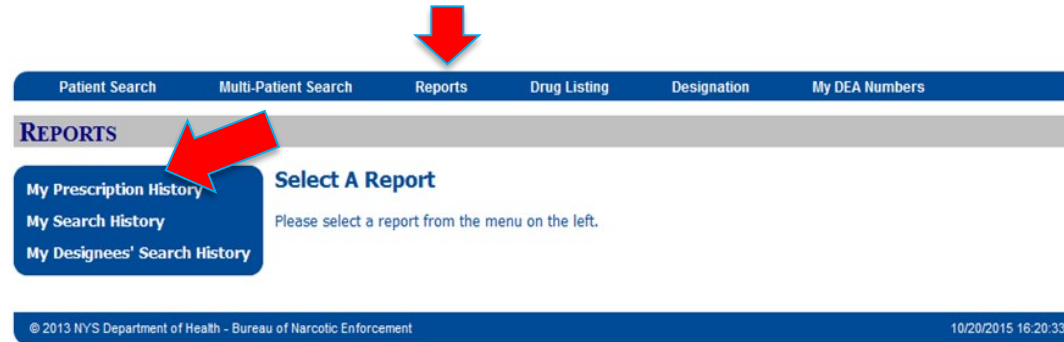 Patient Search Multi-Patient Search Reports Drug Listing Designation My DEA Numbers
REPORTS
My Prescription History
My Search History
My Designees' Search History
Select A Report
Please select a report from the menu on the left.
© 2013 NYS Department of Health - Bureau of Narcotic Enforcement 10/20/2015 16:20:33